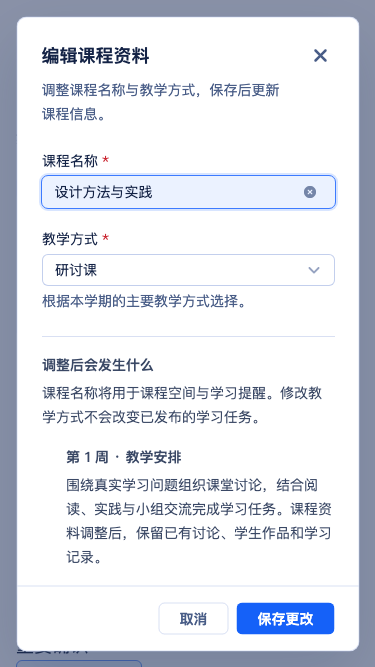 编辑课程资料
调整课程名称与教学方式，保存后更新
课程信息。
课程名称 *
设计方法与实践
教学方式 *
研讨课
根据本学期的主要教学方式选择。
调整后会发生什么
课程名称将用于课程空间与学习提醒。修改教
学方式不会改变已发布的学习任务。
第 1 周 · 教学安排
围绕真实学习问题组织课堂讨论，结合阅
读、实践与小组交流完成学习任务。课程资
料调整后，保留已有讨论、学生作品和学习
记录。
取消 保存更改